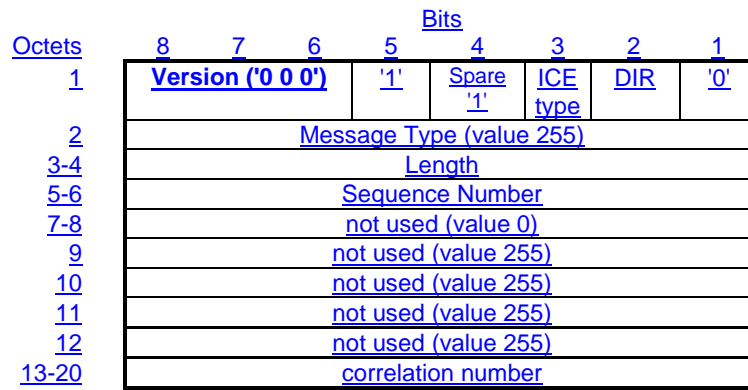 Bits
Octets 8 7 6 5 4 3 2 1
1 Version ('0 0 0') '1' Spare '1' ICE type DIR '0'
2 Message Type (value 255)
3-4 Length
5-6 Sequence Number
7-8 not used (value 0)
9 not used (value 255)
10 not used (value 255)
11 not used (value 255)
12 not used (value 255)
13-20 correlation number